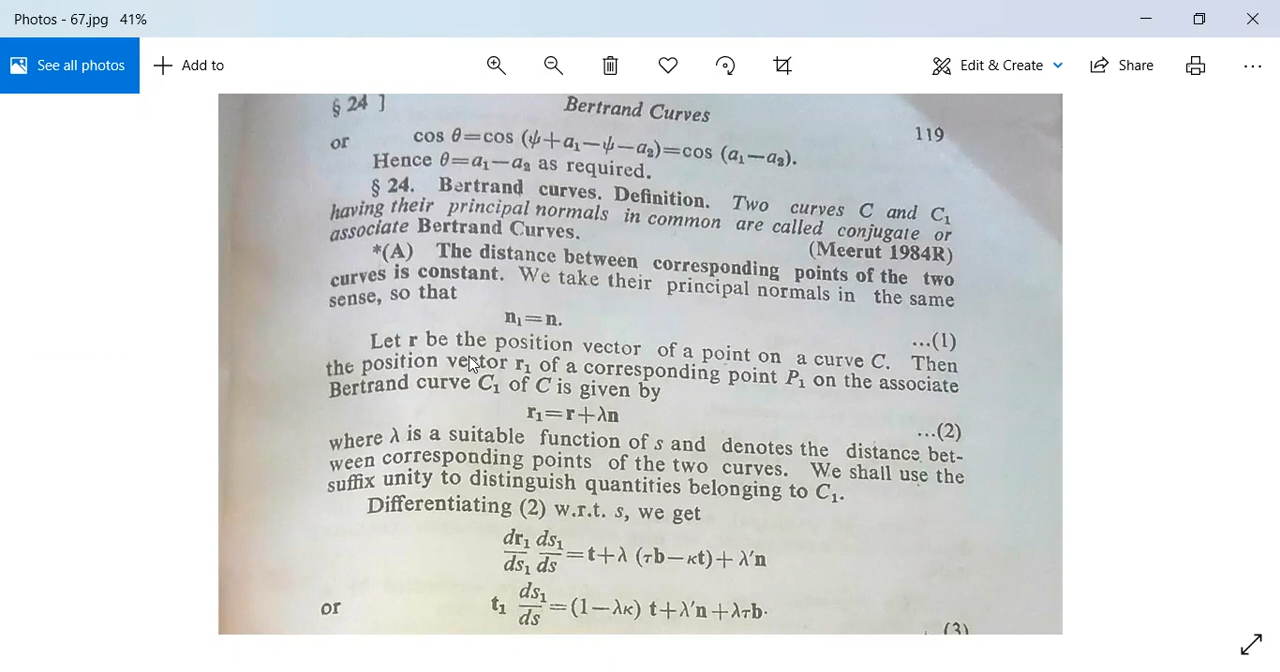 Photos - 67.jpg 41%
See all photos
Add to
Edit & Create
Share
§ 24 ]
Bertrand Curves
119
or cos θ=cos (ψ+a₁−ψ−a₂)=cos (a₁−a₂).
Hence θ=a₁−a₂ as required.
§ 24. Bertrand curves. Definition. Two curves C and C₁
having their principal normals in common are called conjugate or
associate Bertrand Curves.
(Meerut 1984R)
*(A) The distance between corresponding points of the two
curves is constant. We take their principal normals in the same
sense, so that
n₁=n. ...(1)
Let r be the position vector of a point on a curve C. Then
the position vector r₁ of a corresponding point P₁ on the associate
Bertrand curve C₁ of C is given by
r₁=r+λn ...(2)
where λ is a suitable function of s and denotes the distance bet-
ween corresponding points of the two curves. We shall use the
suffix unity to distinguish quantities belonging to C₁.
Differentiating (2) w.r.t. s, we get
dr₁/ds₁ ds₁/ds =t+λ (τb−κt)+λ′n
or t₁ ds₁/ds =(1−λκ) t+λ′n+λτb.
(3)